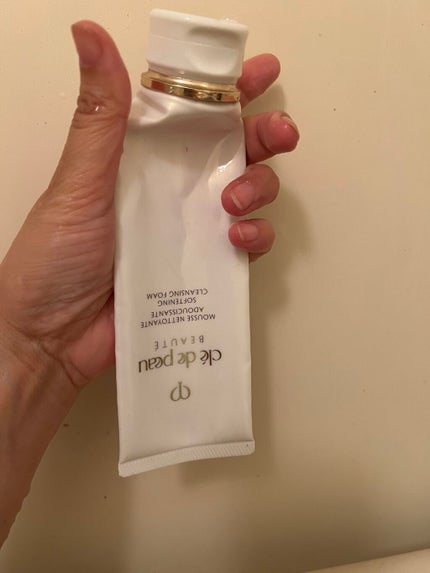 clé de peau
BEAUTÉ
MOUSSE NETTOYANTE
ADOUCISSANTE
SOFTENING
CLEANSING FOAM